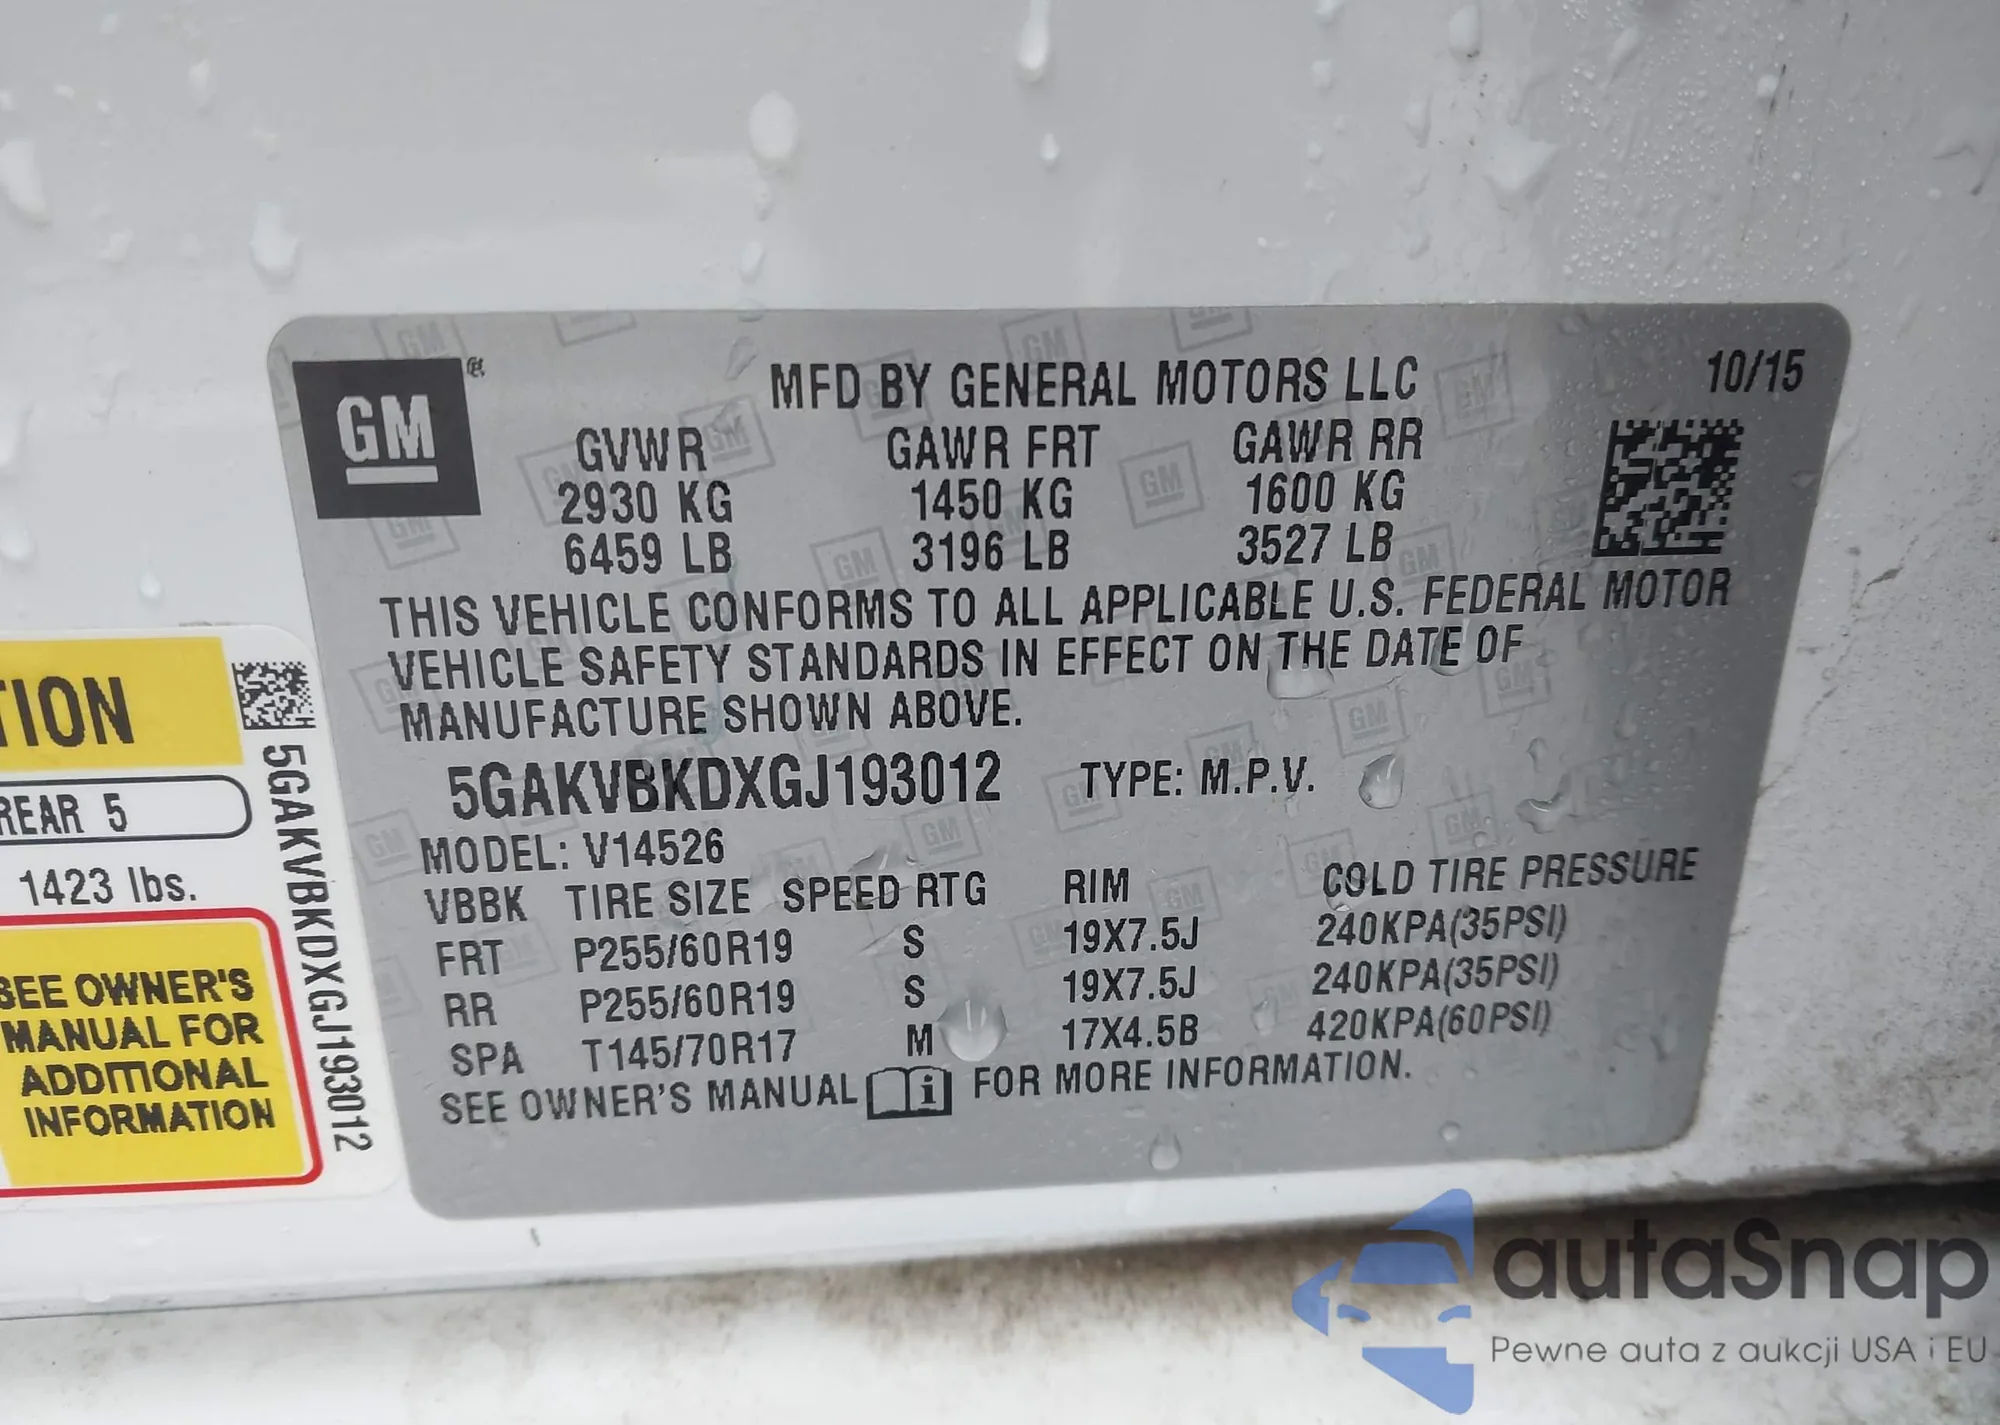 GM
MFD BY GENERAL MOTORS LLC
10/15
GVWR GAWR FRT GAWR RR
2930 KG 1450 KG 1600 KG
6459 LB 3196 LB 3527 LB
THIS VEHICLE CONFORMS TO ALL APPLICABLE U.S. FEDERAL MOTOR
VEHICLE SAFETY STANDARDS IN EFFECT ON THE DATE OF
MANUFACTURE SHOWN ABOVE.
5GAKVBKDXGJ193012 TYPE: M.P.V.
MODEL: V14526
VBBK TIRE SIZE SPEED RTG RIM COLD TIRE PRESSURE
FRT P255/60R19 S 19X7.5J 240KPA(35PSI)
RR P255/60R19 S 19X7.5J 240KPA(35PSI)
SPA T145/70R17 M 17X4.5B 420KPA(60PSI)
SEE OWNER'S MANUAL i FOR MORE INFORMATION.
TION
REAR 5
1423 lbs.
SEE OWNER'S
MANUAL FOR
ADDITIONAL
INFORMATION
5GAKVBKDXGJ193012
autaSnap
Pewne auta z aukcji USA i EU